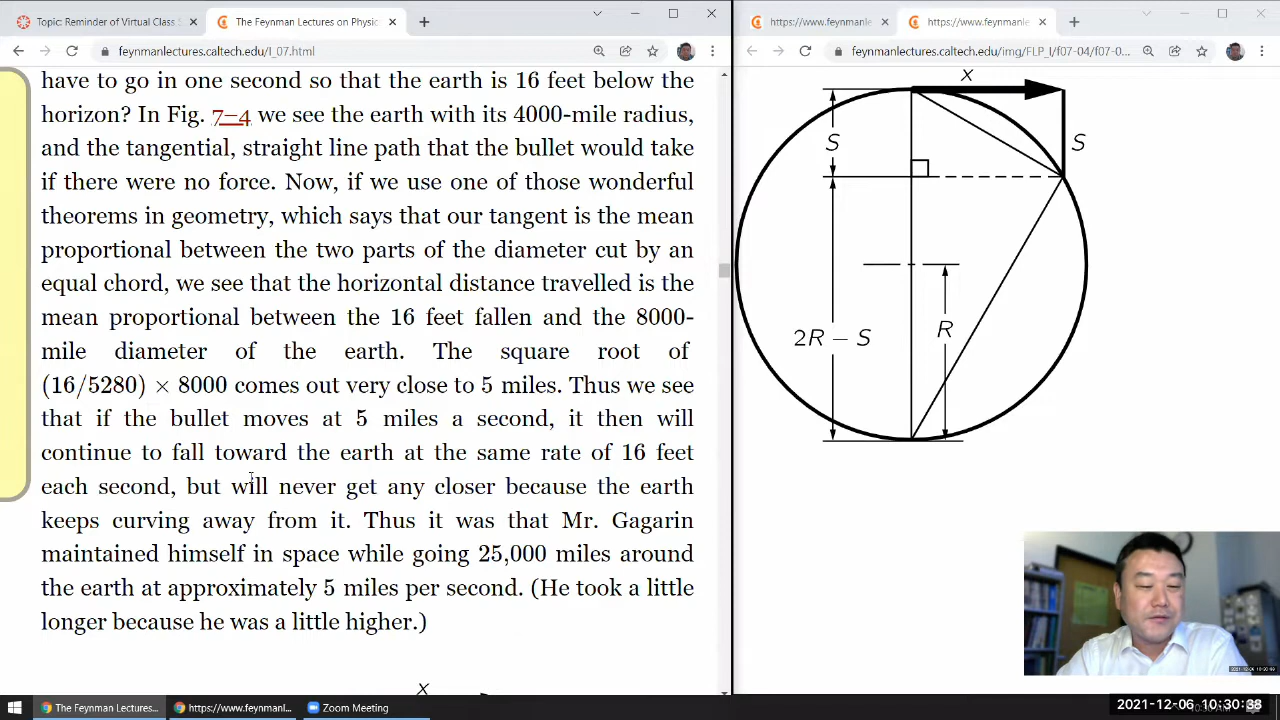 Topic: Reminder of Virtual Class
The Feynman Lectures on Physic
https://www.feynmanle
https://www.feynmanle
feynmanlectures.caltech.edu/I_07.html
feynmanlectures.caltech.edu/img/FLP_I/f07-04/f07-0...
have to go in one second so that the earth is 16 feet below the
horizon? In Fig. 7–4 we see the earth with its 4000-mile radius,
and the tangential, straight line path that the bullet would take
if there were no force. Now, if we use one of those wonderful
theorems in geometry, which says that our tangent is the mean
proportional between the two parts of the diameter cut by an
equal chord, we see that the horizontal distance travelled is the
mean proportional between the 16 feet fallen and the 8000-
mile diameter of the earth. The square root of
(16/5280) × 8000 comes out very close to 5 miles. Thus we see
that if the bullet moves at 5 miles a second, it then will
continue to fall toward the earth at the same rate of 16 feet
each second, but will never get any closer because the earth
keeps curving away from it. Thus it was that Mr. Gagarin
maintained himself in space while going 25,000 miles around
the earth at approximately 5 miles per second. (He took a little
longer because he was a little higher.)
x
x
S
S
2R − S
R
The Feynman Lectures...
https://www.feynmanl...
Zoom Meeting
2021-12-06 10:30:38